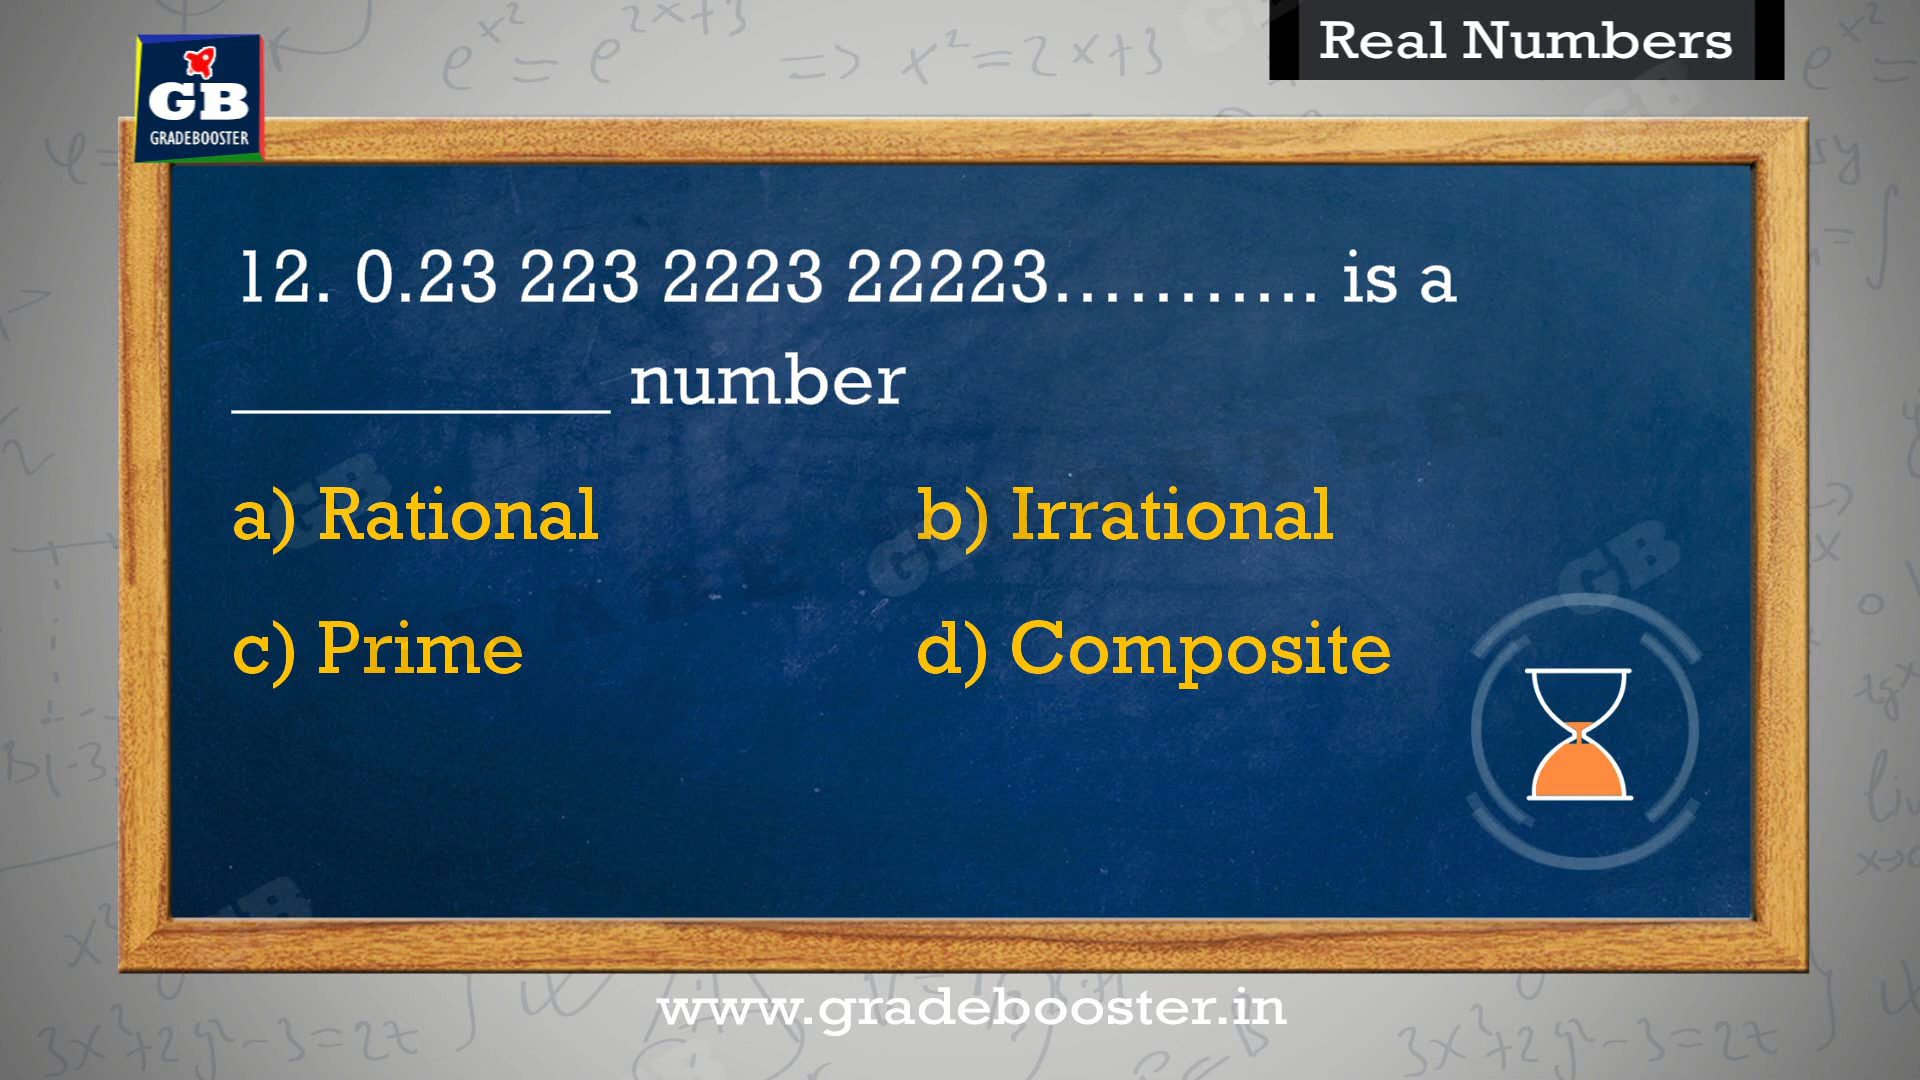 Real Numbers
GB
GRADEBOOSTER
12. 0.23 223 2223 22223........... is a
____________ number
a) Rational b) Irrational
c) Prime d) Composite
www.gradebooster.in